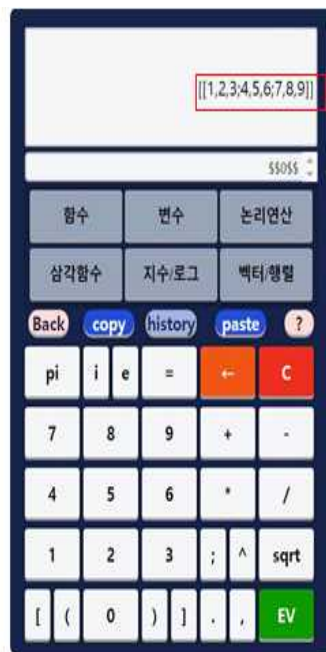 [[1,2,3;4,5,6;7,8,9]]
$$0$$
함수 변수 논리연산
삼각함수 지수/로그 벡터/행렬
Back copy history paste ?
pi i e = ← C
7 8 9 + -
4 5 6 * /
1 2 3 ; ^ sqrt
[ ( 0 ) ] . , EV